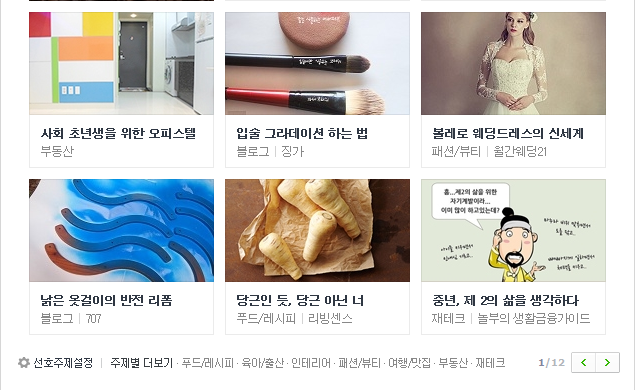 사회 초년생을 위한 오피스텔
부동산
입술 그라데이션 하는 법
블로그 | 징가
볼레로 웨딩드레스의 신세계
패션/뷰티 | 월간웨딩21
흠...제2의 삶을 위한
자기계발이라...
이미 많이 하고있는데?
낡은 옷걸이의 반전 리폼
블로그 | 707
당근인 듯, 당근 아닌 너
푸드/레시피 | 리빙센스
중년, 제 2의 삶을 생각하다
재테크 | 놀부의 생활금융가이드
선호주제설정 | 주제별 더보기 · 푸드/레시피 · 육아/출산 · 인테리어 · 패션/뷰티 · 여행/맛집 · 부동산 · 재테크
1/12